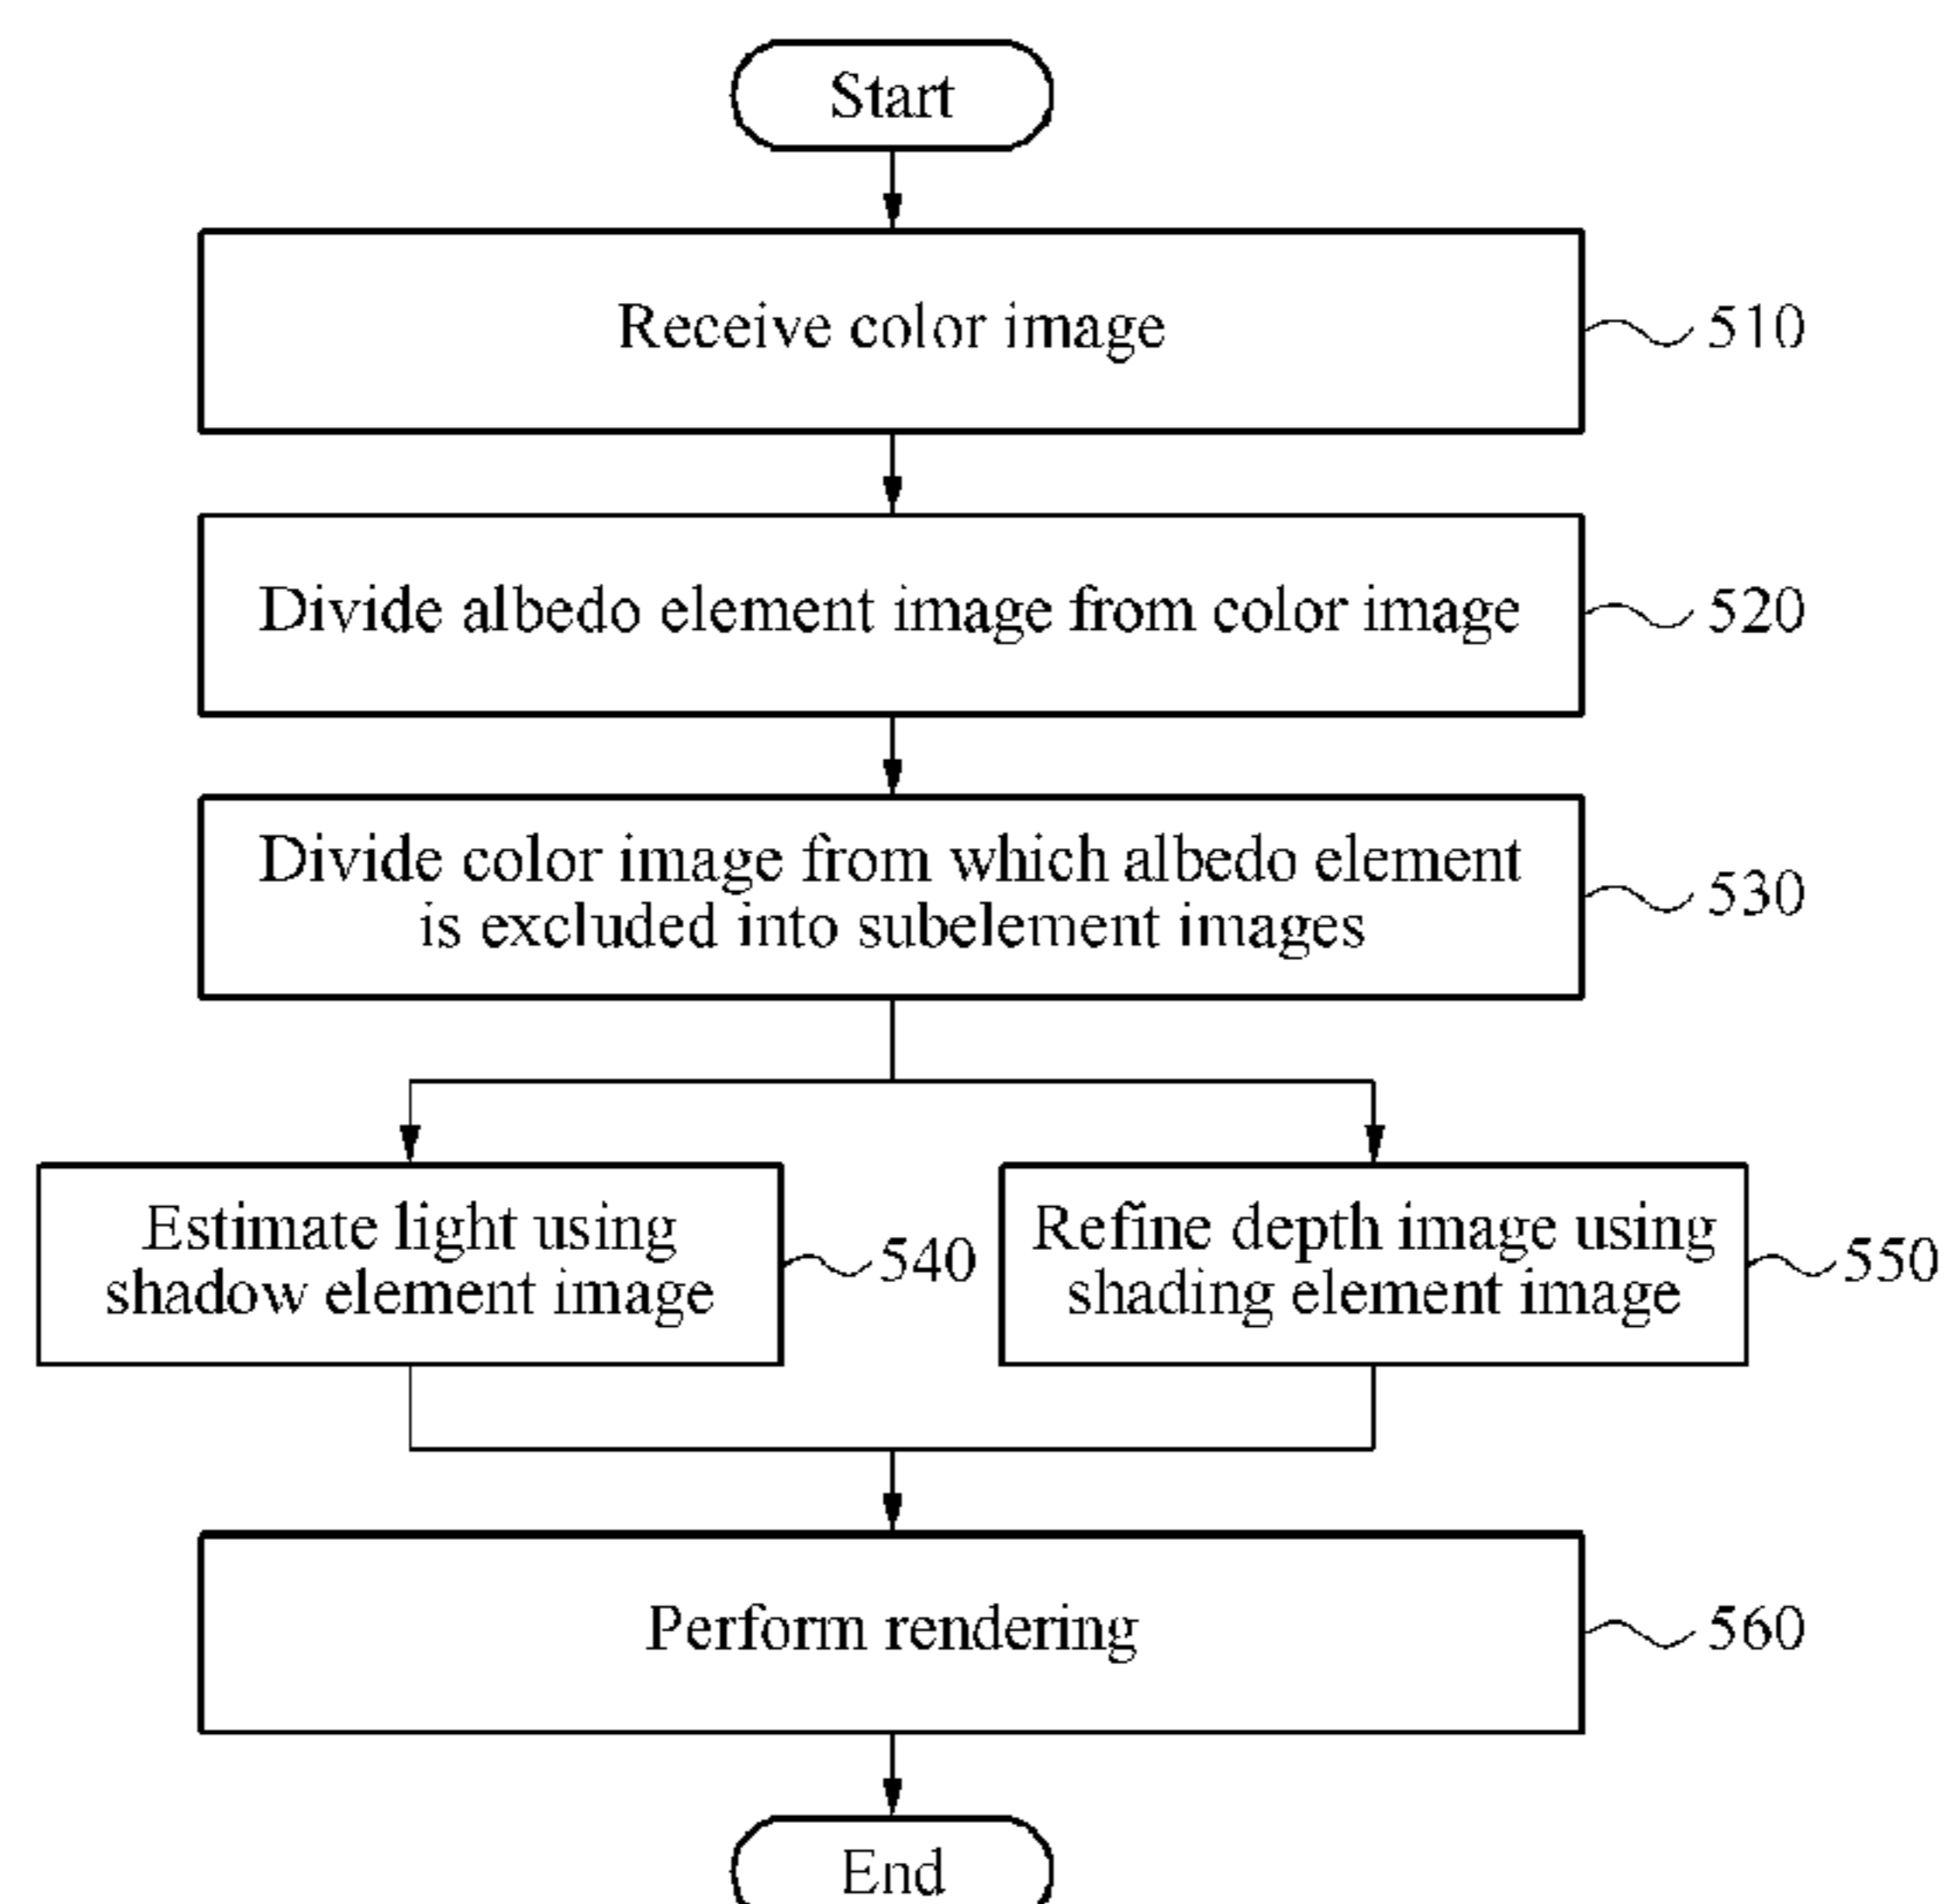 Start
Receive color image
510
Divide albedo element image from color image
520
Divide color image from which albedo element
is excluded into subelement images
530
Estimate light using
shadow element image
540
Refine depth image using
shading element image
550
Perform rendering
560
End